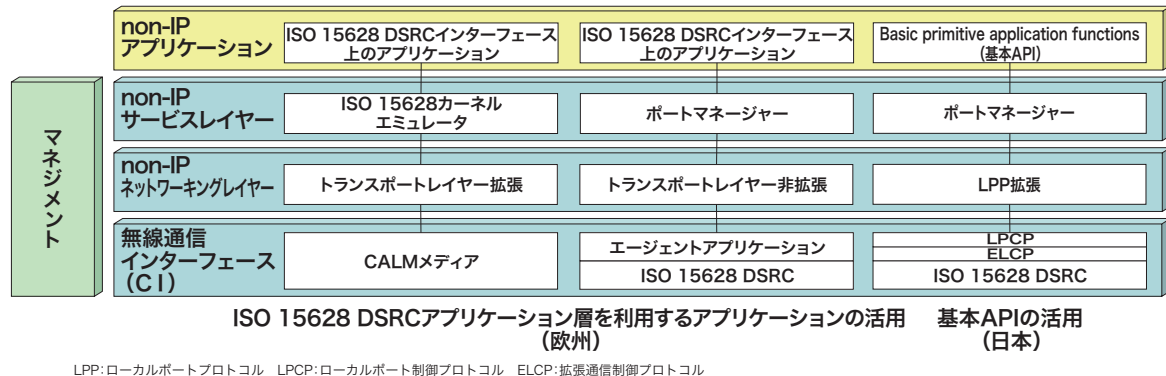 non-IP
アプリケーション
ISO 15628 DSRCインターフェース
上のアプリケーション
ISO 15628 DSRCインターフェース
上のアプリケーション
Basic primitive application functions
(基本API)
マネジメント
non-IP
サービスレイヤー
ISO 15628カーネル
エミュレータ
ポートマネージャー
ポートマネージャー
non-IP
ネットワーキングレイヤー
トランスポートレイヤー拡張
トランスポートレイヤー非拡張
LPP拡張
無線通信
インターフェース
(CI)
CALMメディア
エージェントアプリケーション
ISO 15628 DSRC
LPCP
ELCP
ISO 15628 DSRC
ISO 15628 DSRCアプリケーション層を利用するアプリケーションの活用
(欧州)
基本APIの活用
(日本)
LPP:ローカルポートプロトコル LPCP:ローカルポート制御プロトコル ELCP:拡張通信制御プロトコル